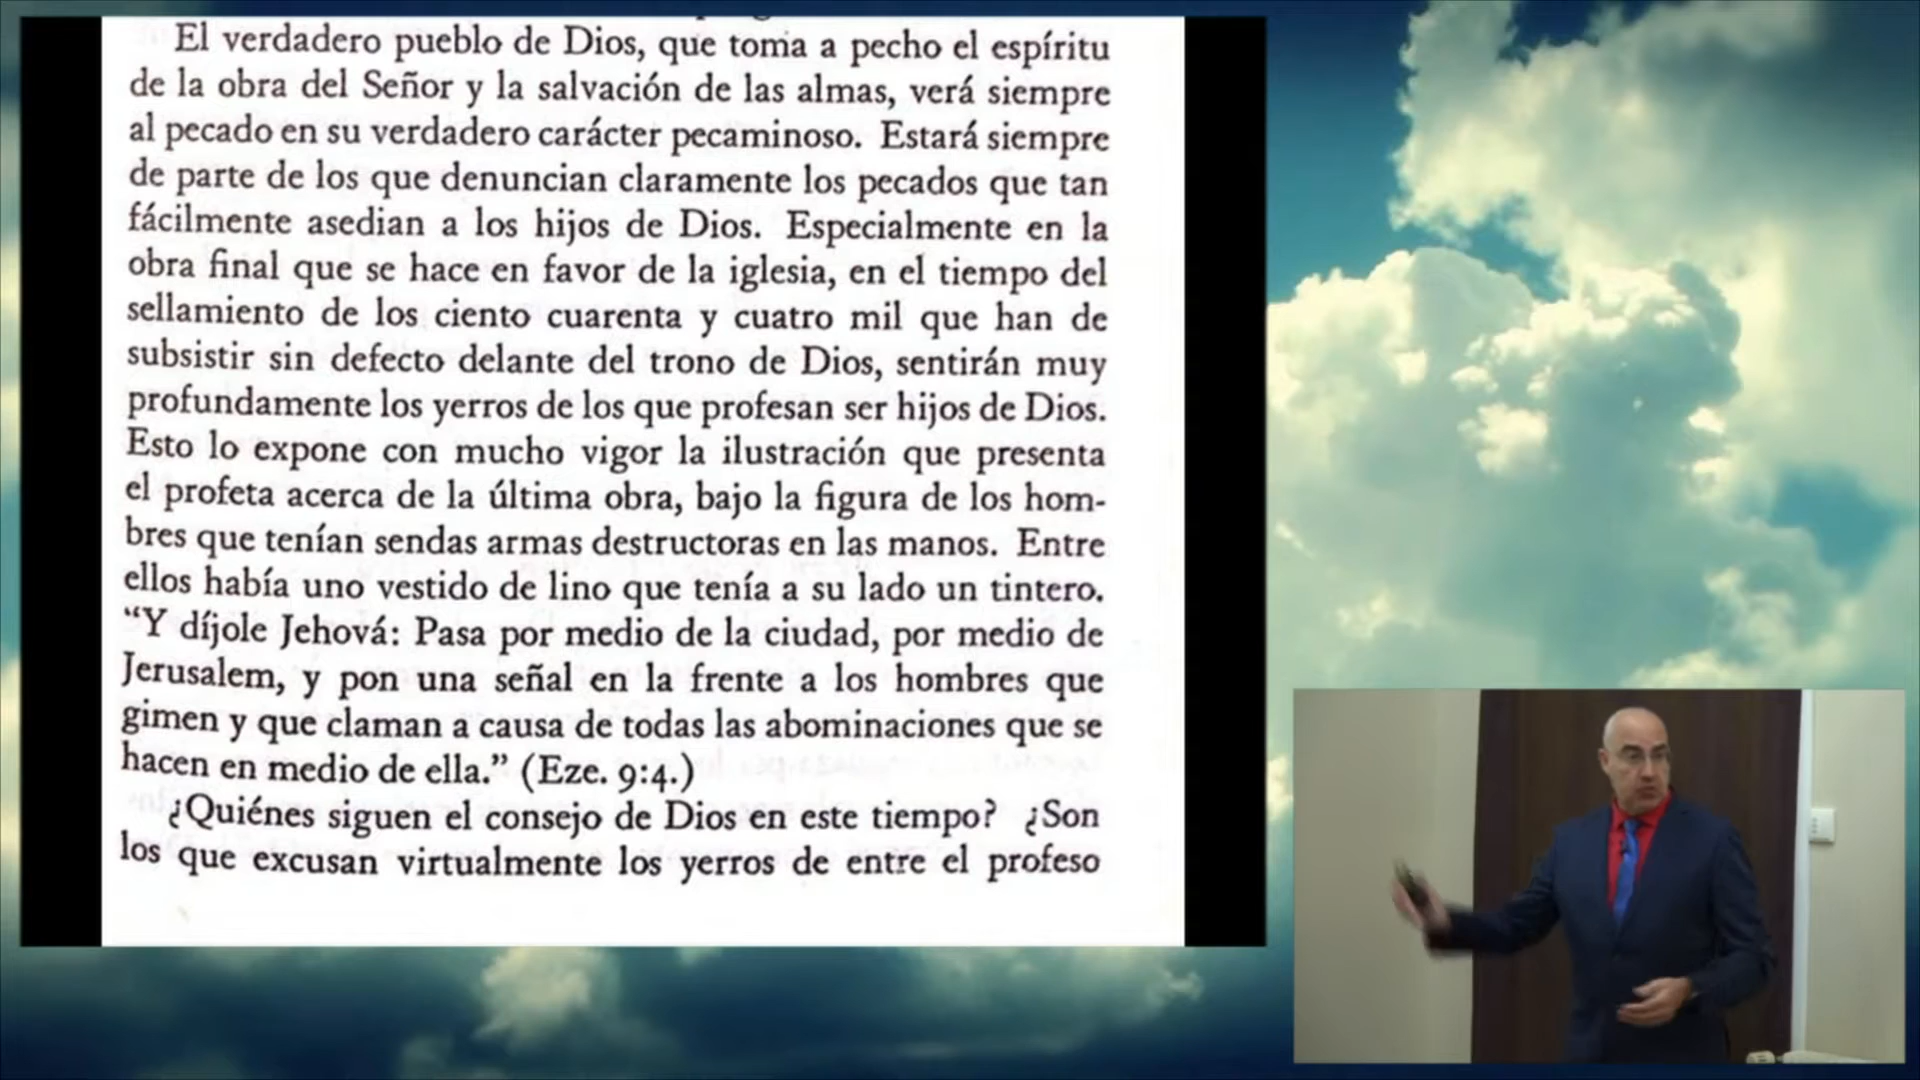 El verdadero pueblo de Dios, que toma a pecho el espíritu
de la obra del Señor y la salvación de las almas, verá siempre
al pecado en su verdadero carácter pecaminoso. Estará siempre
de parte de los que denuncian claramente los pecados que tan
fácilmente asedian a los hijos de Dios. Especialmente en la
obra final que se hace en favor de la iglesia, en el tiempo del
sellamiento de los ciento cuarenta y cuatro mil que han de
subsistir sin defecto delante del trono de Dios, sentirán muy
profundamente los yerros de los que profesan ser hijos de Dios.
Esto lo expone con mucho vigor la ilustración que presenta
el profeta acerca de la última obra, bajo la figura de los hom-
bres que tenían sendas armas destructoras en las manos. Entre
ellos había uno vestido de lino que tenía a su lado un tintero.
“Y díjole Jehová: Pasa por medio de la ciudad, por medio de
Jerusalem, y pon una señal en la frente a los hombres que
gimen y que claman a causa de todas las abominaciones que se
hacen en medio de ella.” (Eze. 9:4.)
¿Quiénes siguen el consejo de Dios en este tiempo? ¿Son
los que excusan virtualmente los yerros de entre el profeso